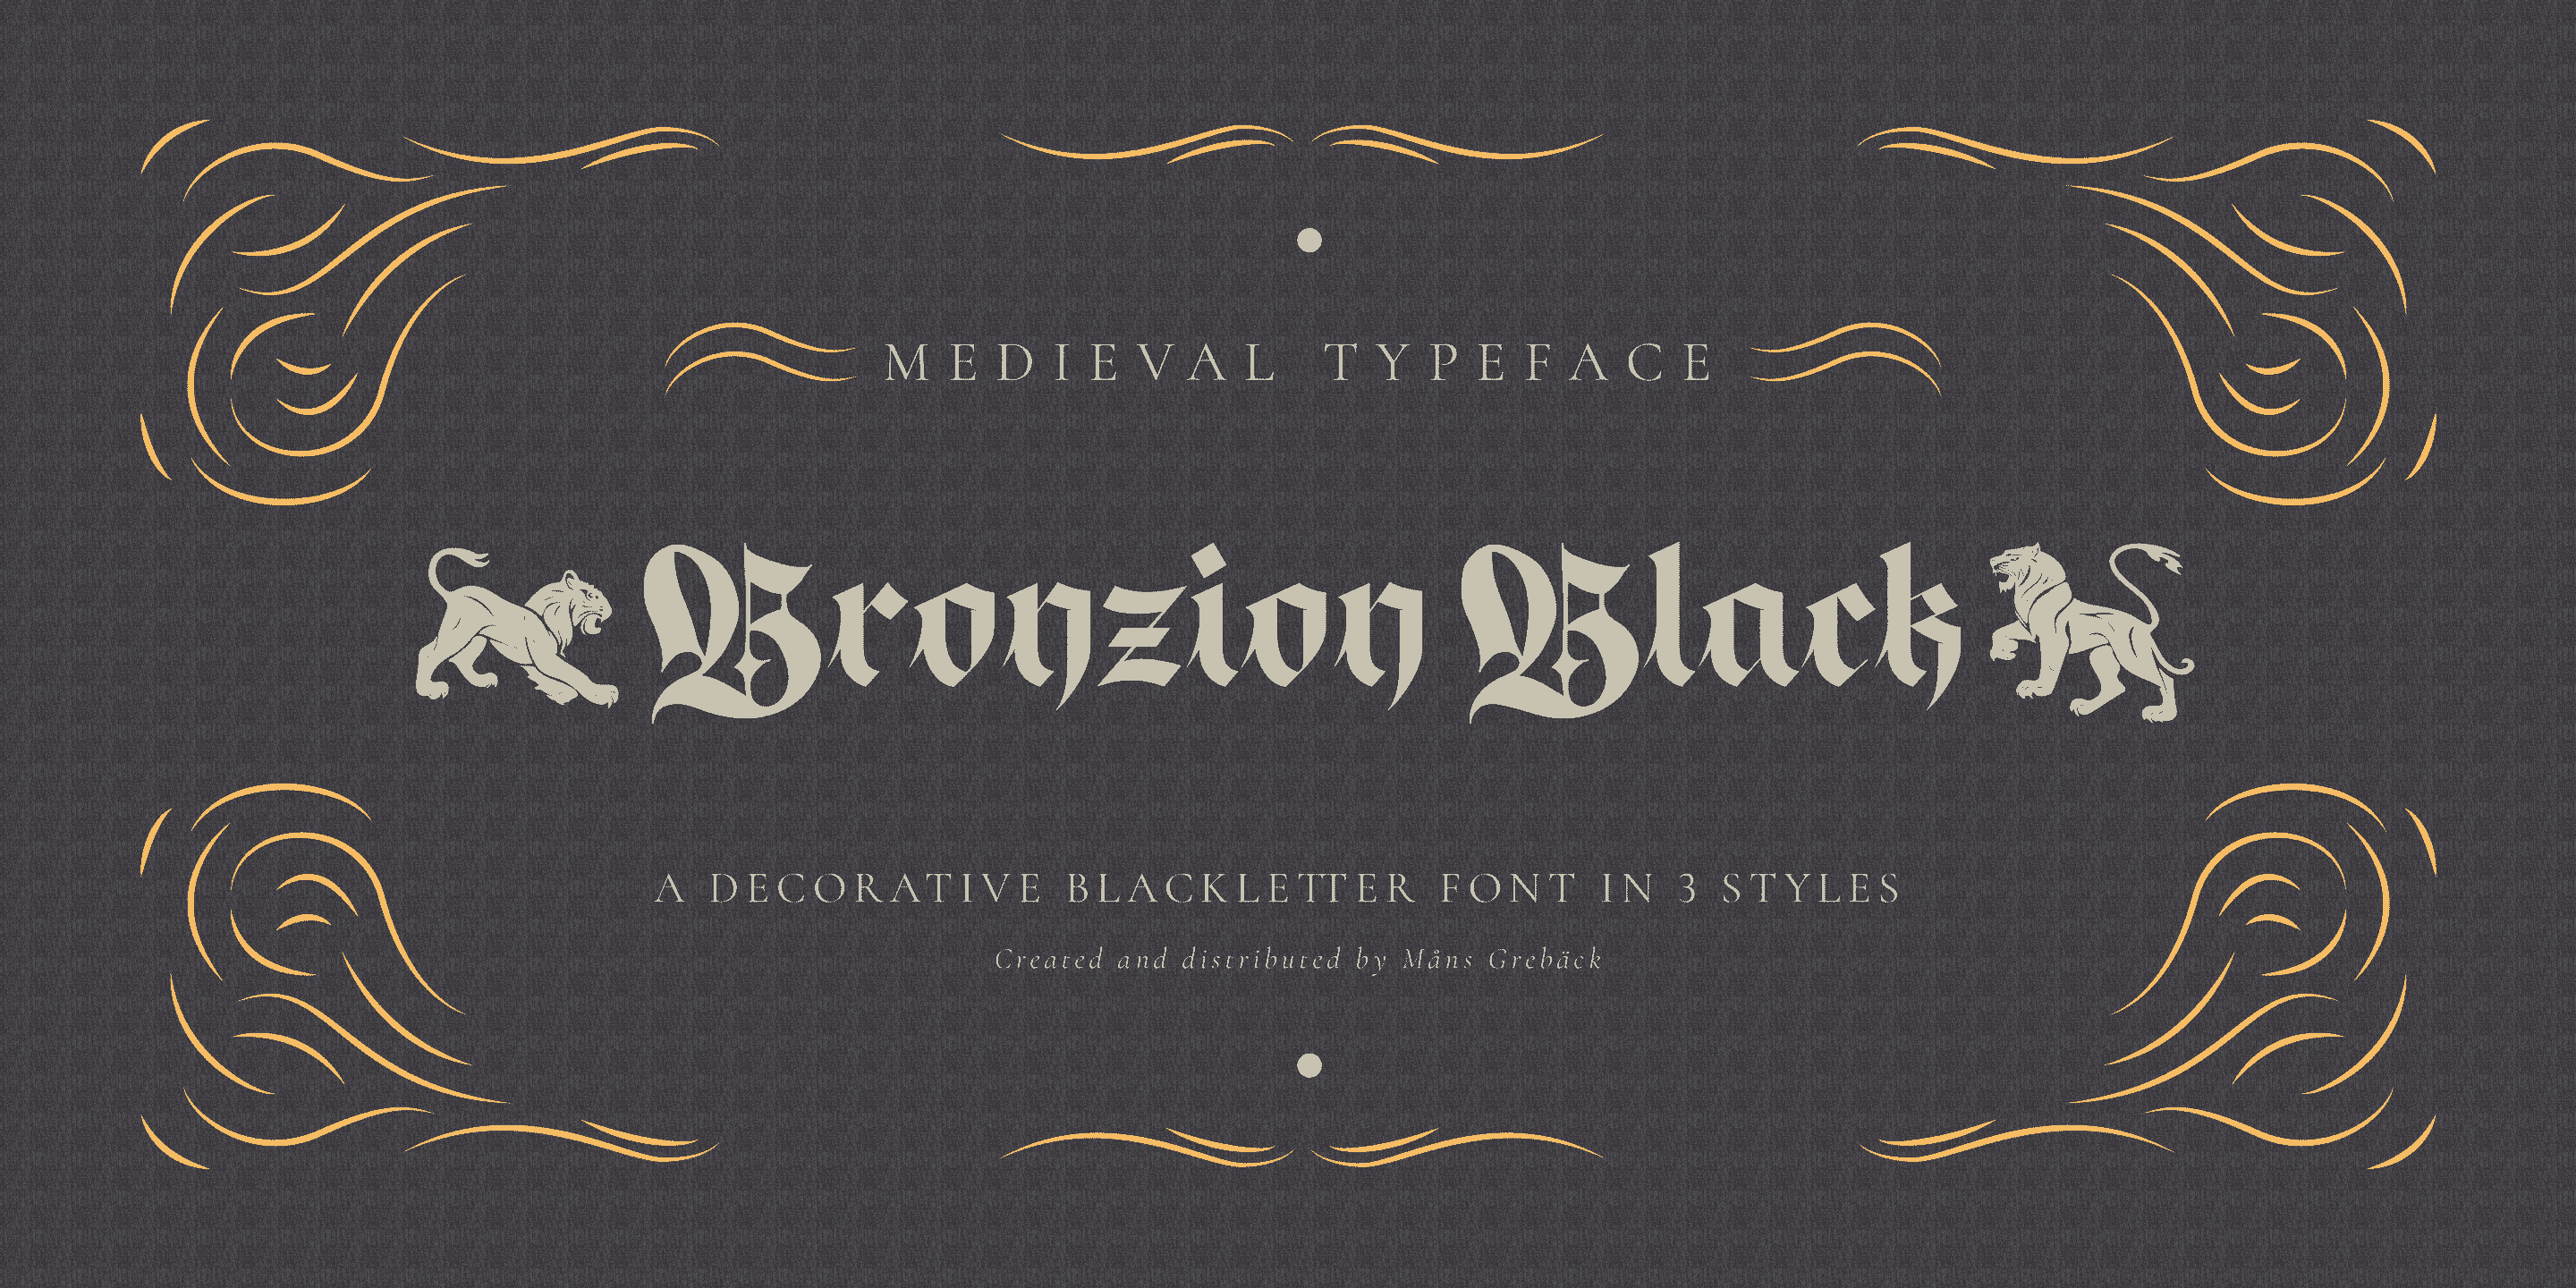 MEDIEVAL TYPEFACE
Bronzion Black
A DECORATIVE BLACKLETTER FONT IN 3 STYLES
Created and distributed by Måns Grebäck